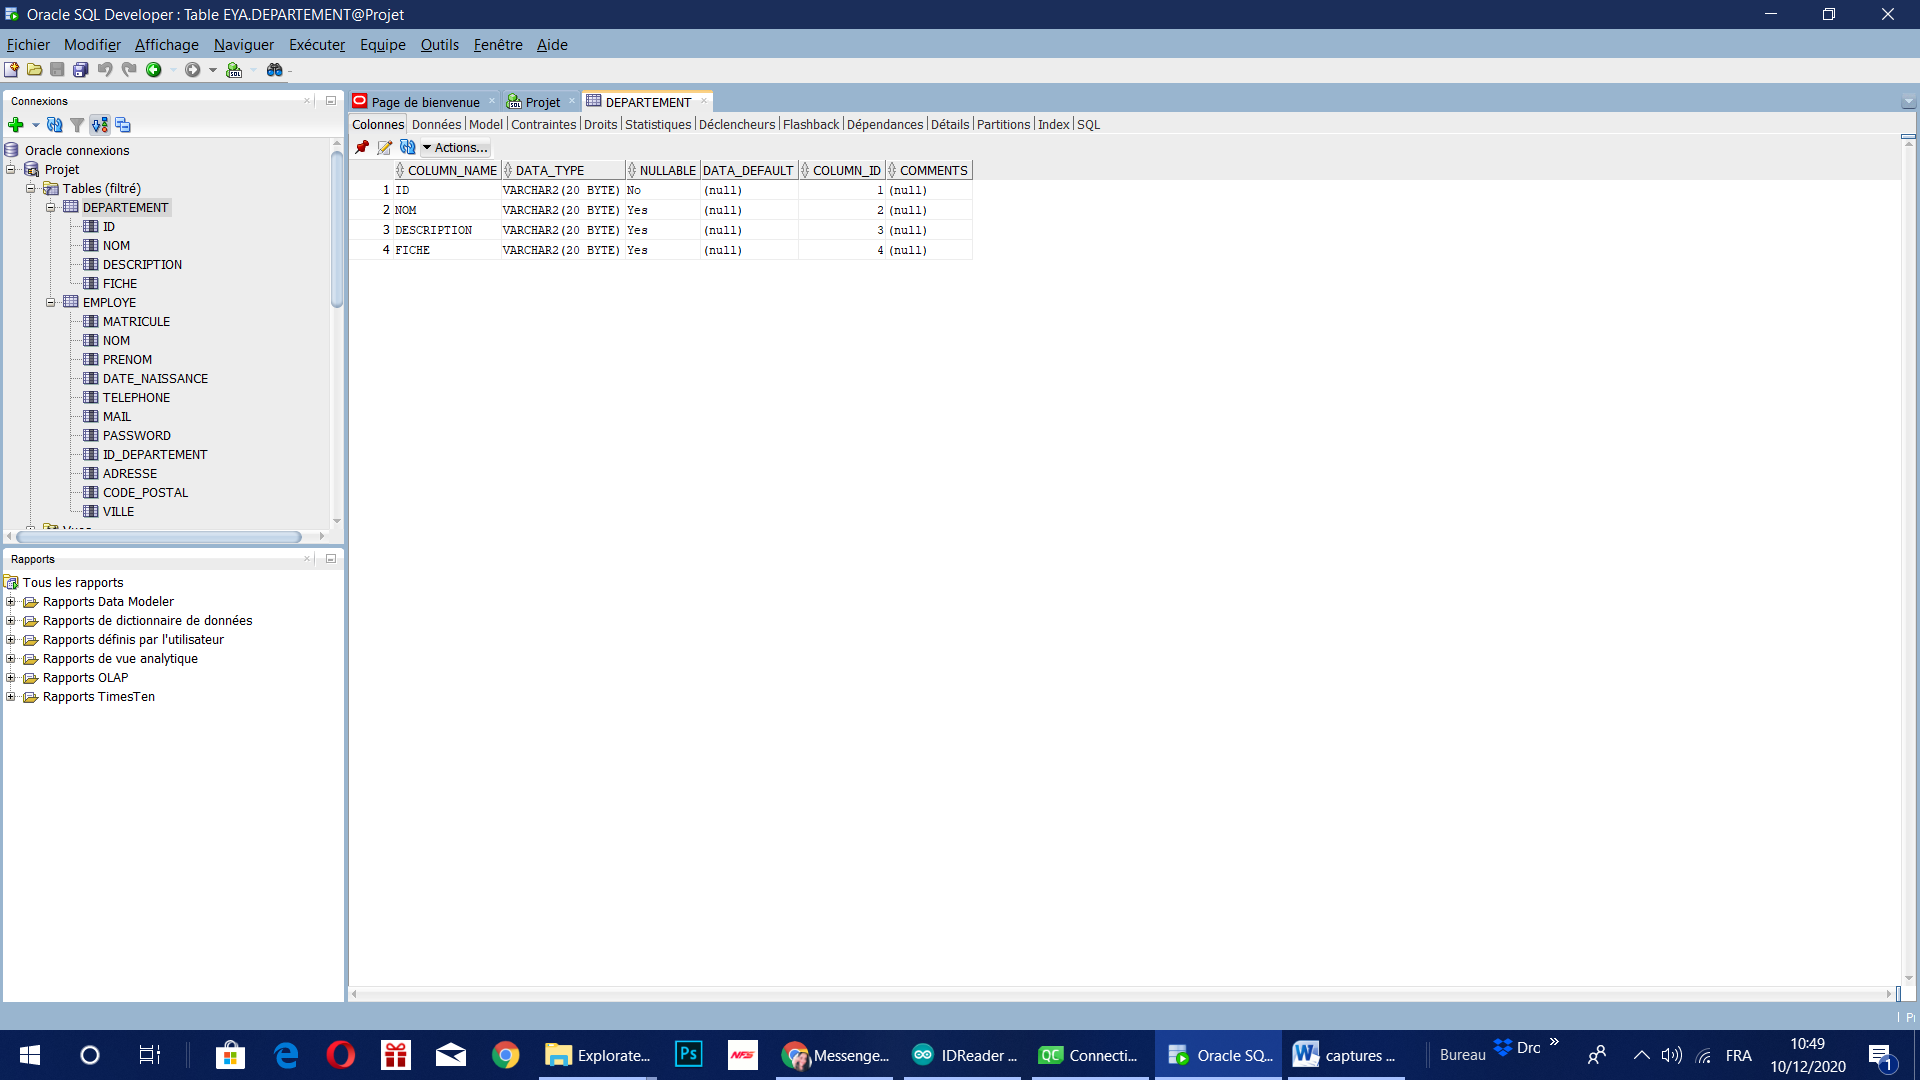 Oracle SQL Developer : Table EYA.DEPARTEMENT@Projet
Fichier Modifier Affichage Naviguer Exécuter Equipe Outils Fenêtre Aide
Connexions
Oracle connexions
Projet
Tables (filtré)
DEPARTEMENT
ID
NOM
DESCRIPTION
FICHE
EMPLOYE
MATRICULE
NOM
PRENOM
DATE_NAISSANCE
TELEPHONE
MAIL
PASSWORD
ID_DEPARTEMENT
ADRESSE
CODE_POSTAL
VILLE
Rapports
Tous les rapports
Rapports Data Modeler
Rapports de dictionnaire de données
Rapports définis par l'utilisateur
Rapports de vue analytique
Rapports OLAP
Rapports TimesTen
Page de bienvenue Projet DEPARTEMENT
Colonnes Données Model Contraintes Droits Statistiques Déclencheurs Flashback Dépendances Détails Partitions Index SQL
Actions...
COLUMN_NAME DATA_TYPE NULLABLE DATA_DEFAULT COLUMN_ID COMMENTS
1 ID VARCHAR2(20 BYTE) No (null) 1 (null)
2 NOM VARCHAR2(20 BYTE) Yes (null) 2 (null)
3 DESCRIPTION VARCHAR2(20 BYTE) Yes (null) 3 (null)
4 FICHE VARCHAR2(20 BYTE) Yes (null) 4 (null)
Explorate... Ps NFS Messenge... IDReader ... QC Connecti... Oracle SQ... captures ... Bureau Dro » FRA 10:49
10/12/2020 1